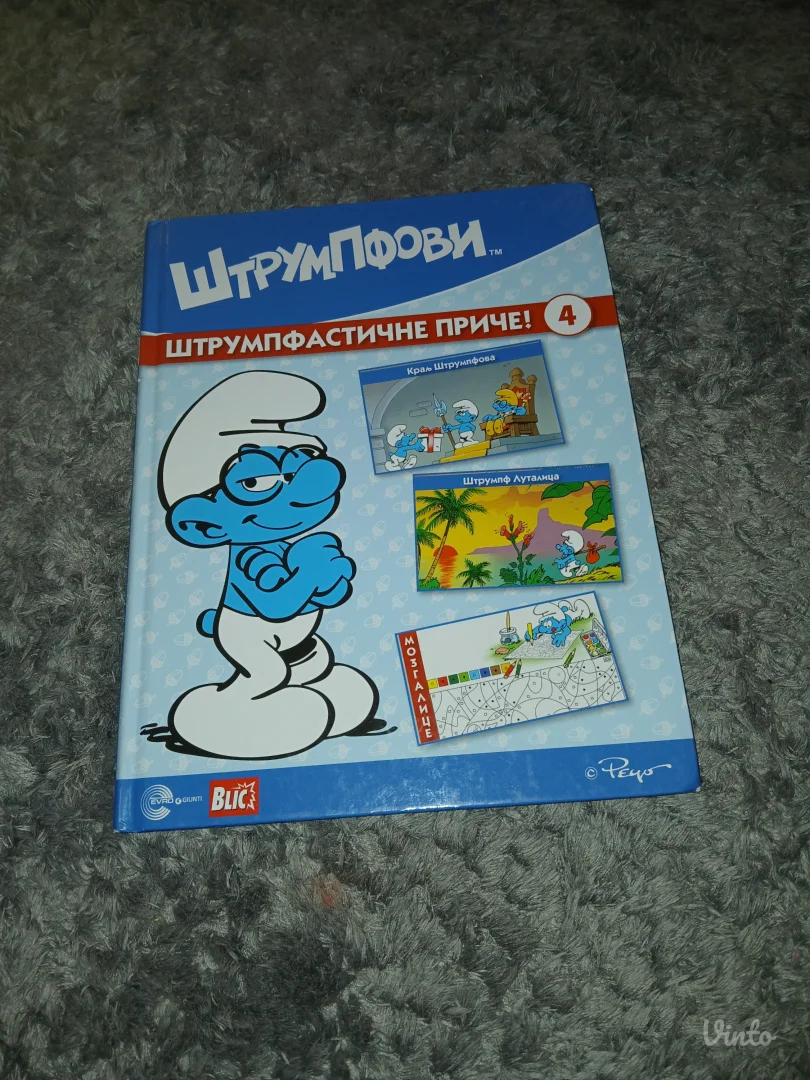 ШТРУМПФОВИ™
ШТРУМПФАСТИЧНЕ ПРИЧЕ! 4
Краљ Штрумпфова
Штрумпф Луталица
МОЗГАЛИЦЕ
© Peyo
EVRO GIUNTI
BLIC
Vinto